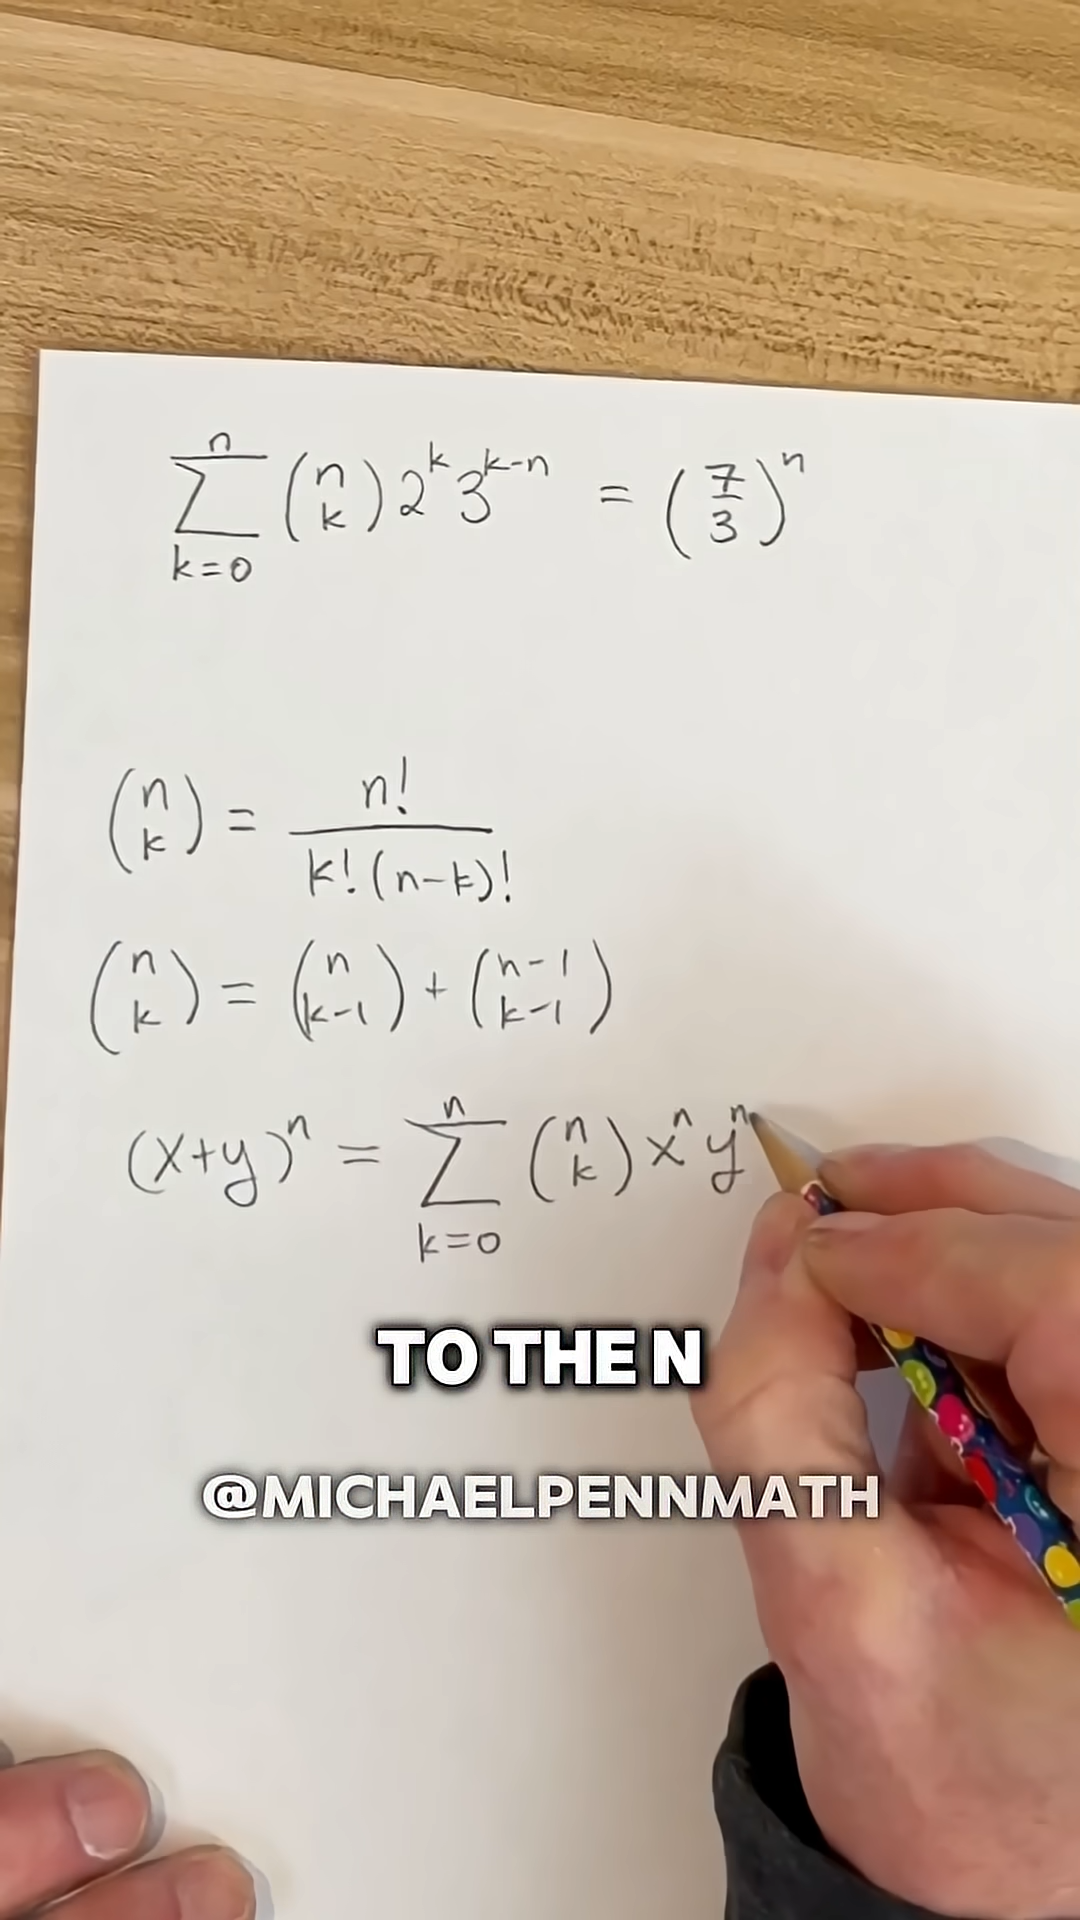 ∑_{k=0}^{n} (n k) 2^k 3^{k-n} = (7/3)^n
(n k) = n! / k!(n-k)!
(n k) = (n k-1) + (n-1 k-1)
(x+y)^n = ∑_{k=0}^{n} (n k) x^n y^n
TO THE N
@MICHAELPENNMATH